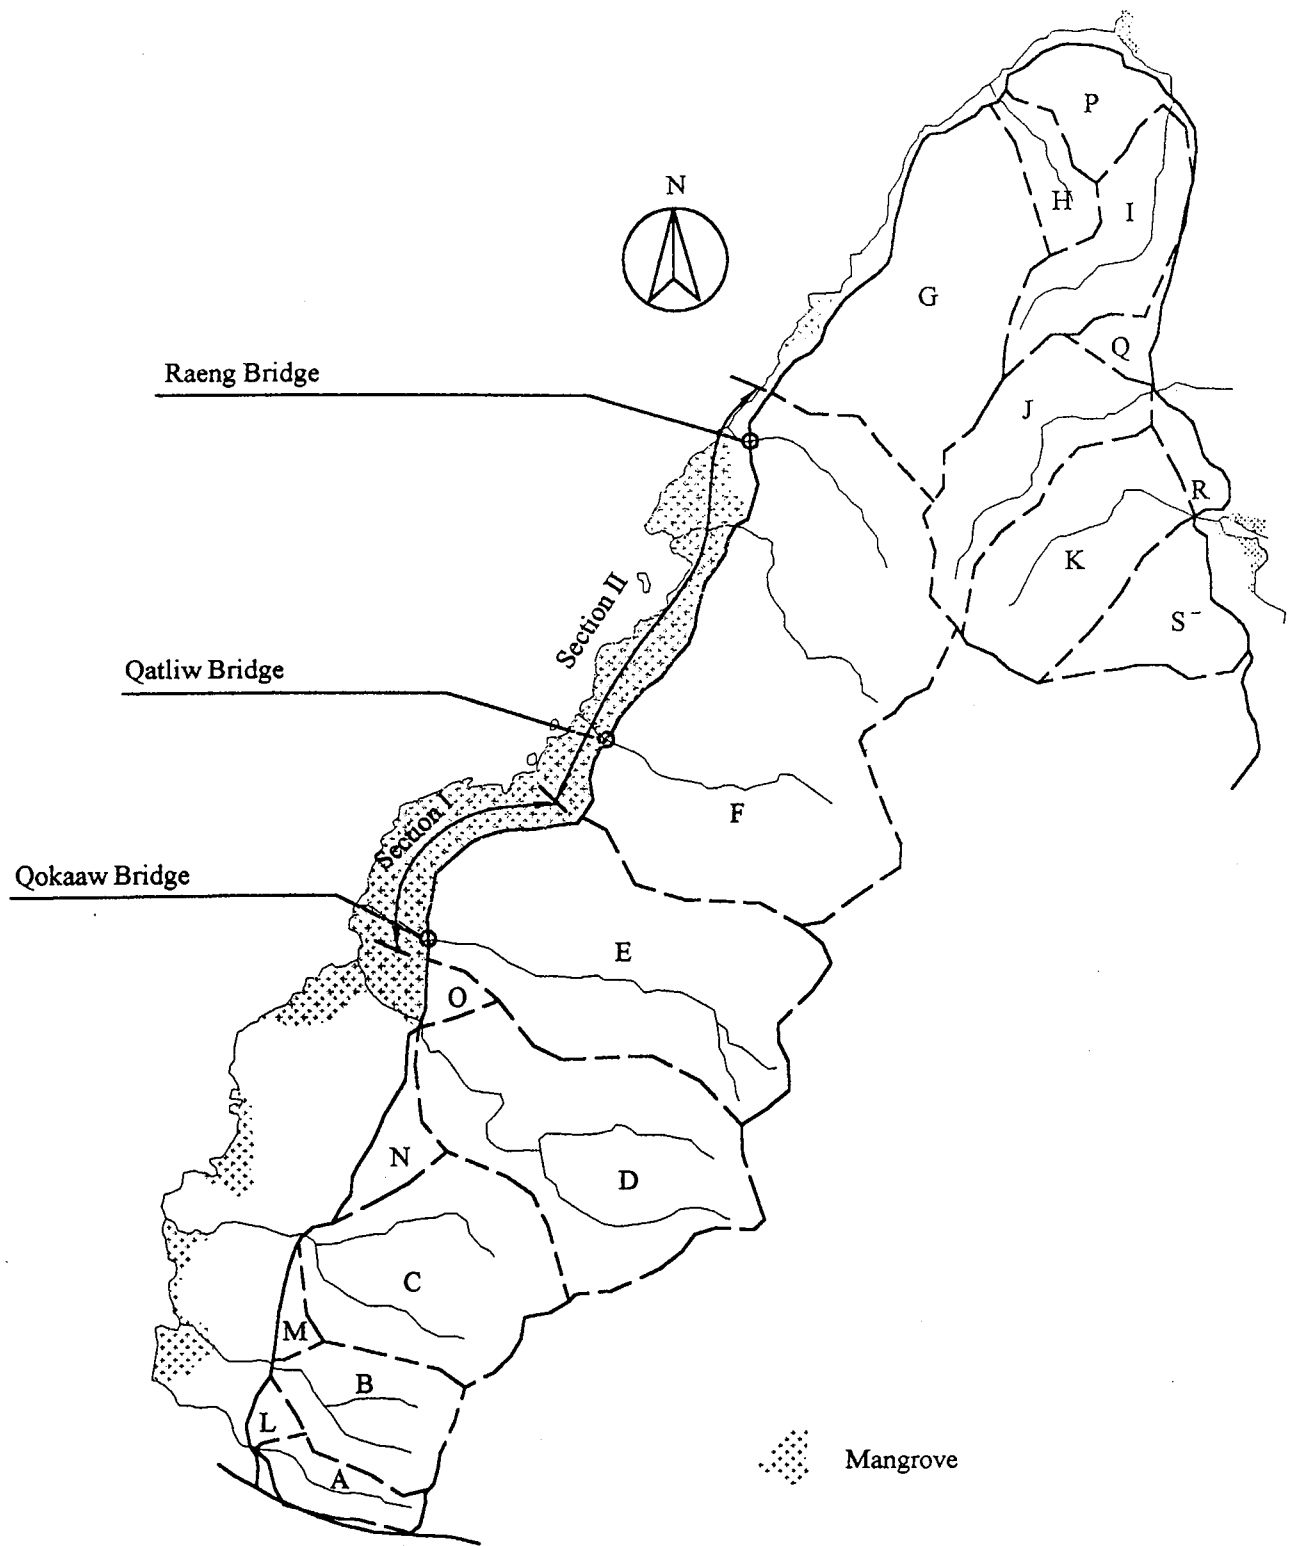 P
N
H
I
G
Raeng Bridge
Q
J
R
K
Section II
S
Qatliw Bridge
F
Section I
Qokaaw Bridge
E
O
N
D
C
M
B
L
A
Mangrove